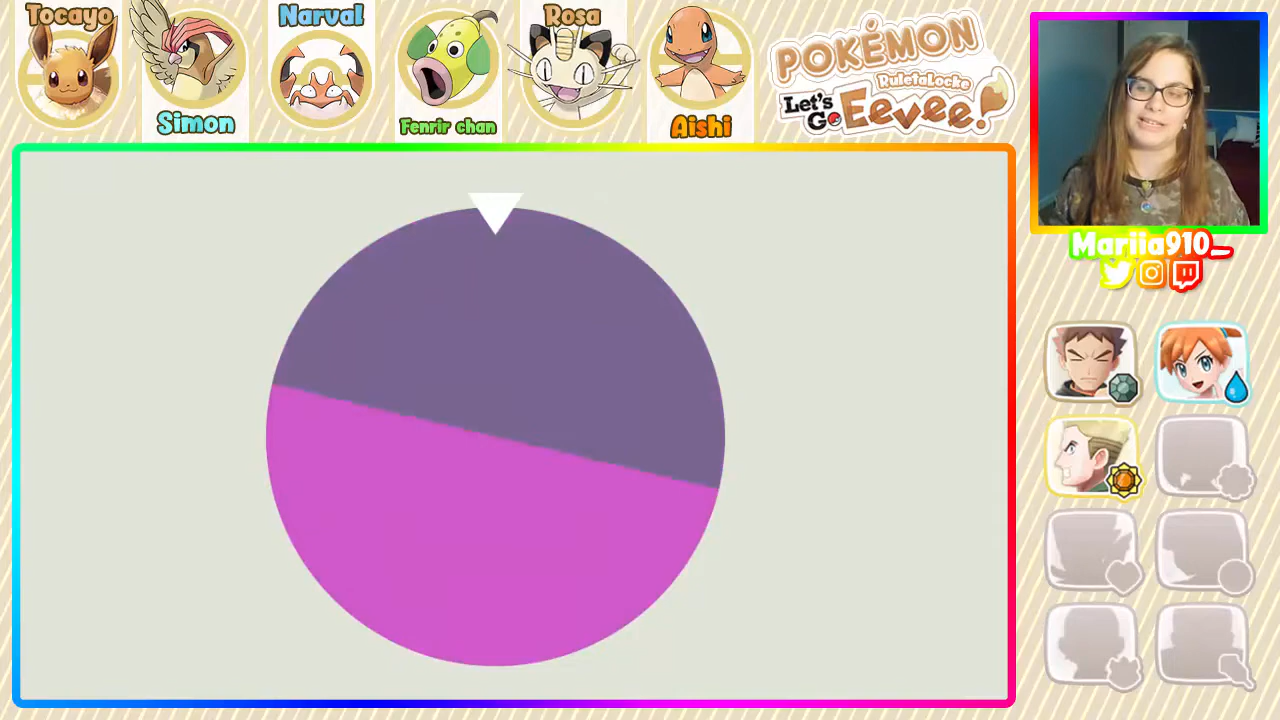 Tocayo
Simon
Narval
Fenrir chan
Rosa
Aishi
POKÉMON
RuletaLocke
Let's Go Eevee!
Mariia910_